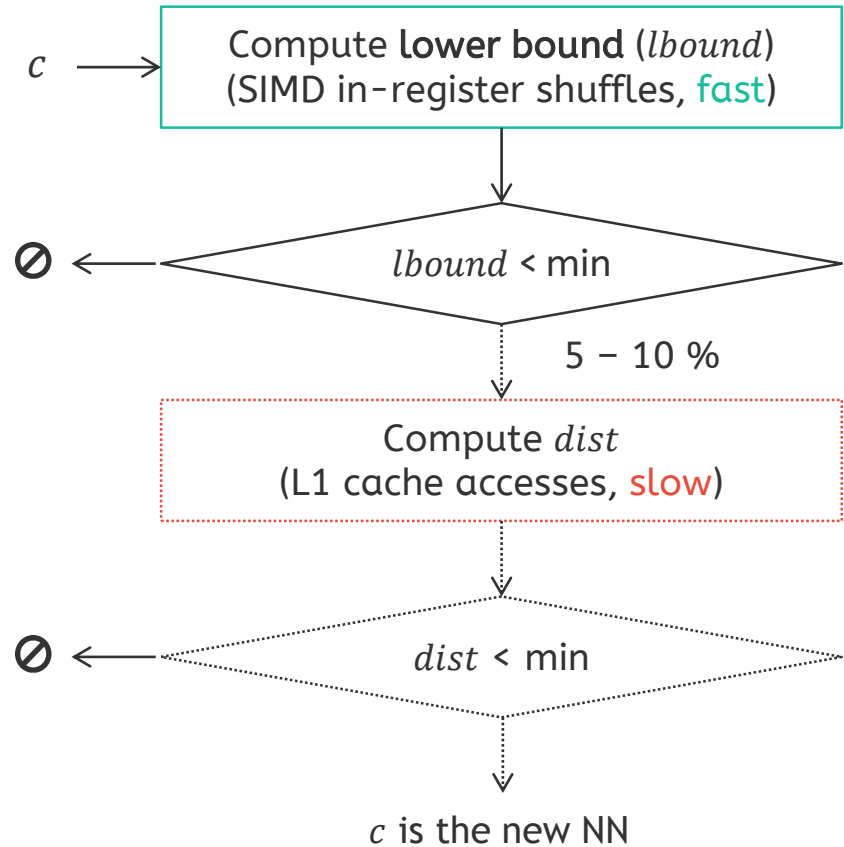 Compute lower bound (lbound)
c
(SIMD in-register shuffles, fast)
lbound < min
5 – 10 %
Compute dist
(L1 cache accesses, slow)
dist < min
c is the new NN